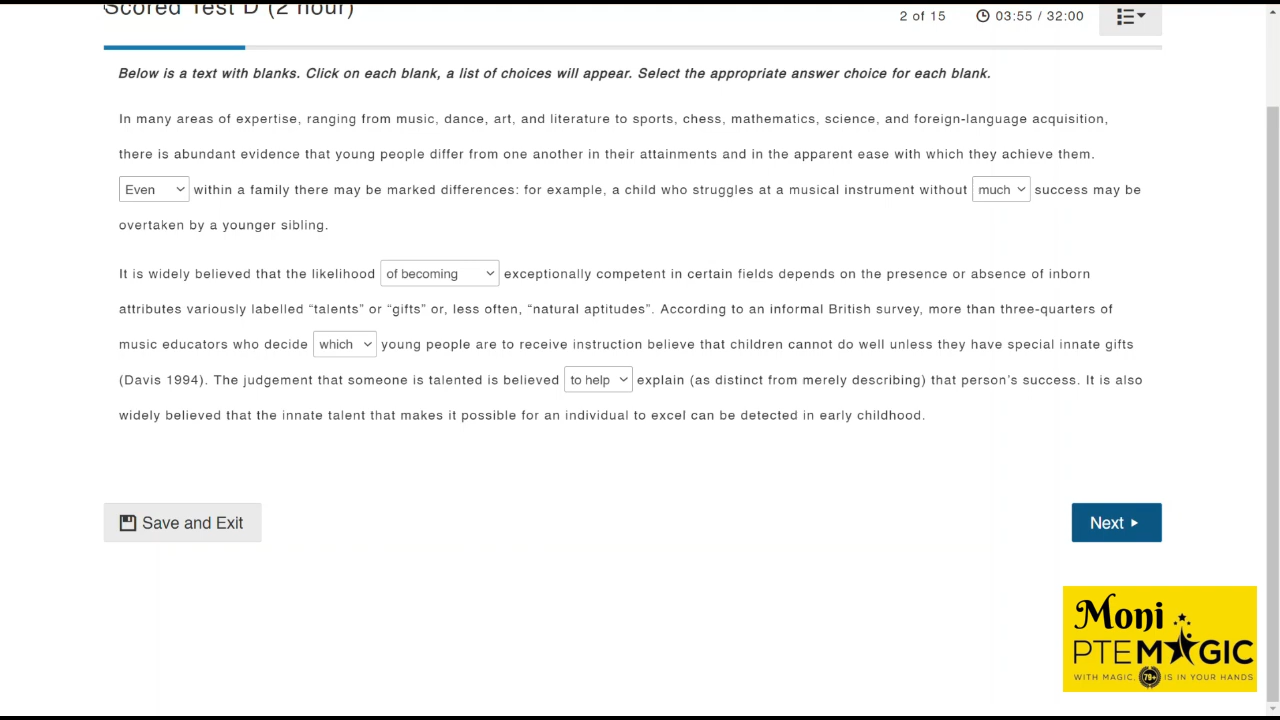 Scored Test D (2 hour)
2 of 15 03:55 / 32:00
Below is a text with blanks. Click on each blank, a list of choices will appear. Select the appropriate answer choice for each blank.
In many areas of expertise, ranging from music, dance, art, and literature to sports, chess, mathematics, science, and foreign-language acquisition,
there is abundant evidence that young people differ from one another in their attainments and in the apparent ease with which they achieve them.
Even within a family there may be marked differences: for example, a child who struggles at a musical instrument without much success may be
overtaken by a younger sibling.
It is widely believed that the likelihood of becoming exceptionally competent in certain fields depends on the presence or absence of inborn
attributes variously labelled “talents” or “gifts” or, less often, “natural aptitudes”. According to an informal British survey, more than three-quarters of
music educators who decide which young people are to receive instruction believe that children cannot do well unless they have special innate gifts
(Davis 1994). The judgement that someone is talented is believed to help explain (as distinct from merely describing) that person’s success. It is also
widely believed that the innate talent that makes it possible for an individual to excel can be detected in early childhood.
Save and Exit
Next
Moni
PTEMAGIC
WITH MAGIC, 79+ IS IN YOUR HANDS